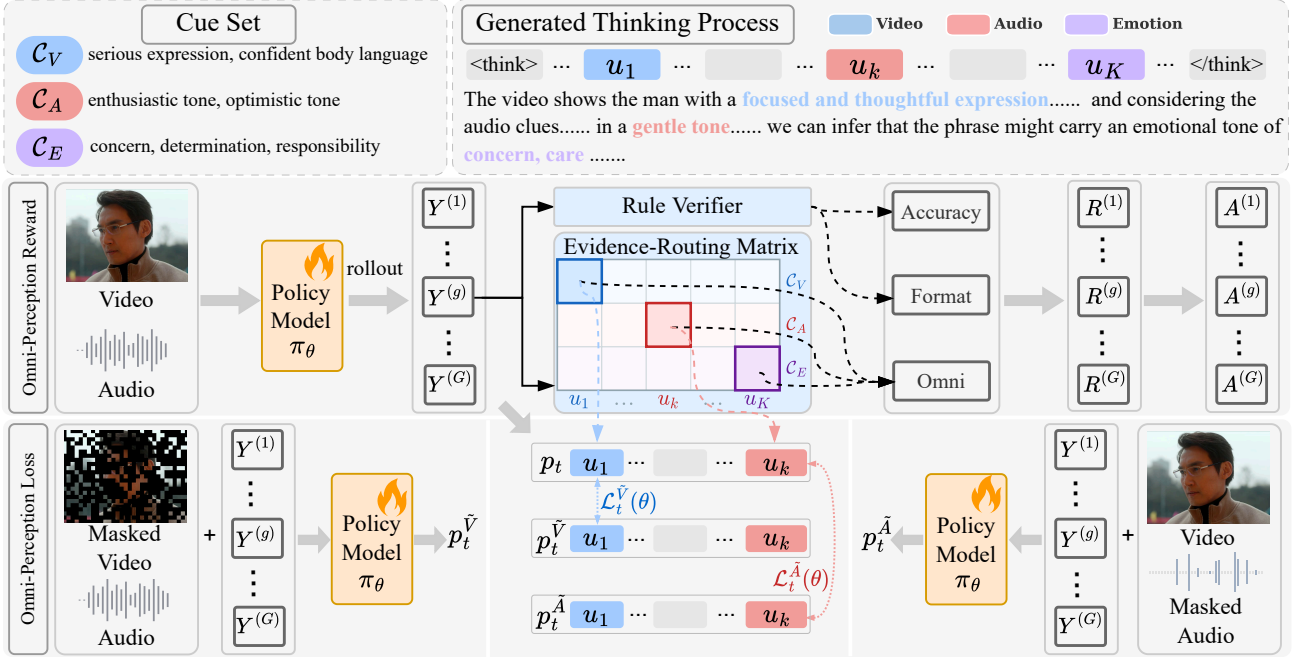 Cue Set
C_V serious expression, confident body language
C_A enthusiastic tone, optimistic tone
C_E concern, determination, responsibility
Generated Thinking Process
Video Audio Emotion
<think> ... u_1 ... ... u_k ... ... u_K ... </think>
The video shows the man with a focused and thoughtful expression...... and considering the
audio clues...... in a gentle tone...... we can infer that the phrase might carry an emotional tone of
concern, care .......
Omni-Perception Reward
Video
Audio
Policy
Model
π_θ
rollout
Y^(1)
⋮
Y^(g)
⋮
Y^(G)
Rule Verifier
Evidence-Routing Matrix
C_V
C_A
C_E
u_1 ... u_k ... u_K
Accuracy
Format
Omni
R^(1)
⋮
R^(g)
⋮
R^(G)
A^(1)
⋮
A^(g)
⋮
A^(G)
Omni-Perception Loss
Masked
Video
Audio
+
Y^(1)
⋮
Y^(g)
⋮
Y^(G)
Policy
Model
π_θ
p_t^Ṽ
p_t u_1 ... ... u_k
L_t^Ṽ(θ)
p_t^Ṽ u_1 ... ... u_k
L_t^Ã(θ)
p_t^Ã u_1 ... ... u_k
p_t^Ã
Policy
Model
π_θ
Y^(1)
⋮
Y^(g)
⋮
Y^(G)
+
Video
Masked
Audio